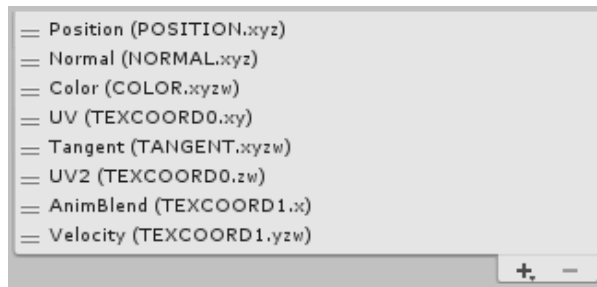 Position (POSITION.xyz)
Normal (NORMAL.xyz)
Color (COLOR.xyzw)
UV (TEXCOORD0.xy)
Tangent (TANGENT.xyzw)
UV2 (TEXCOORD0.zw)
AnimBlend (TEXCOORD1.x)
Velocity (TEXCOORD1.yzw)